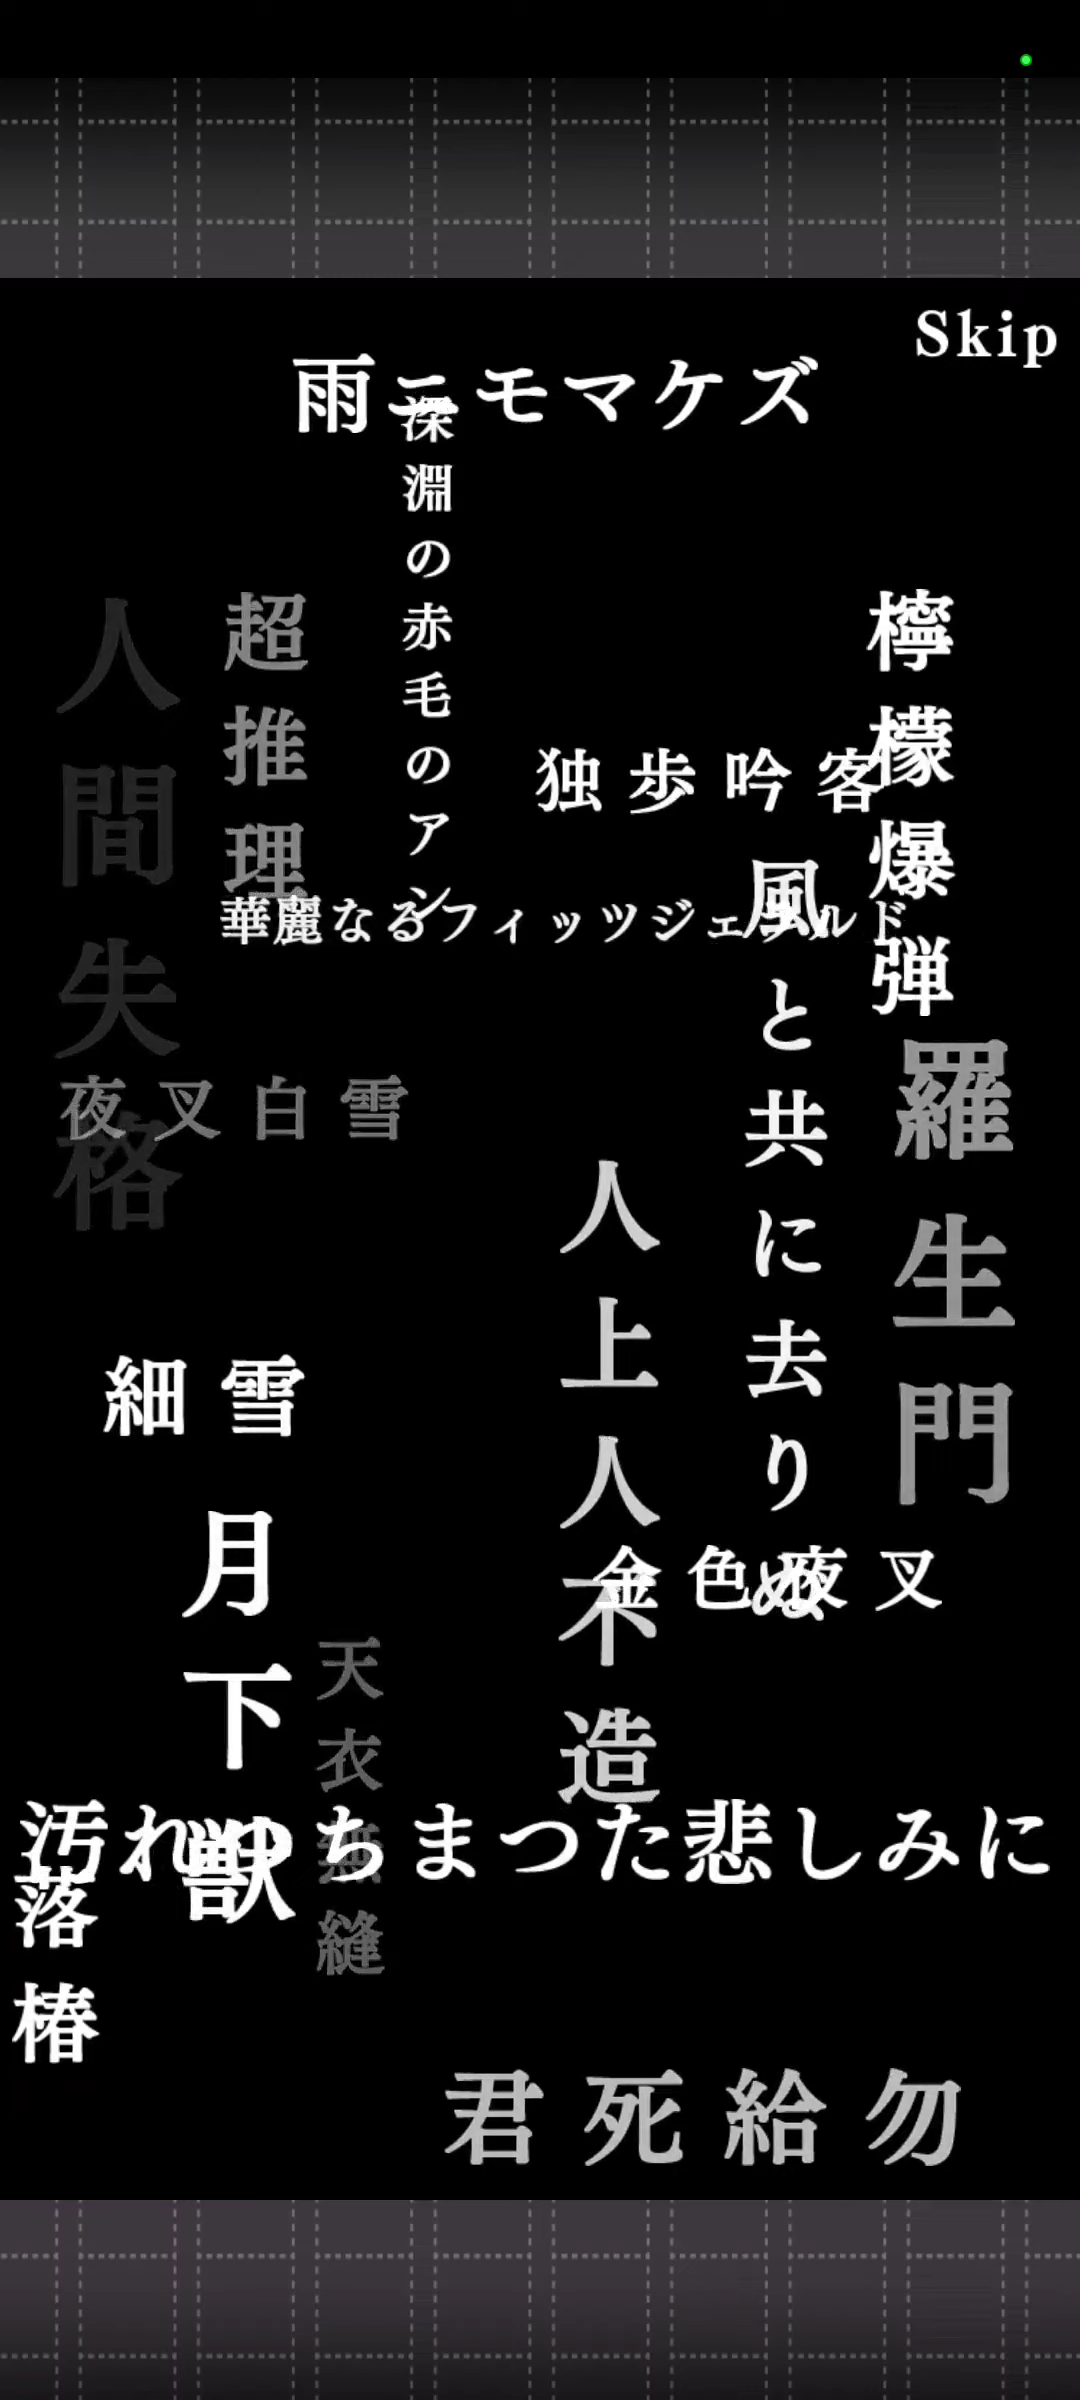 Skip
雨ニモマケズ
深淵の赤毛のアン
檸檬爆弾
超推理
人間失格
独歩吟客
風と共に去りぬ
華麗なるフィッツジェラルド
羅生門
夜叉白雪
人上人不造
細雪
月下獣
金色夜叉
天衣無縫
汚れつちまつた悲しみに
落椿
君死給勿